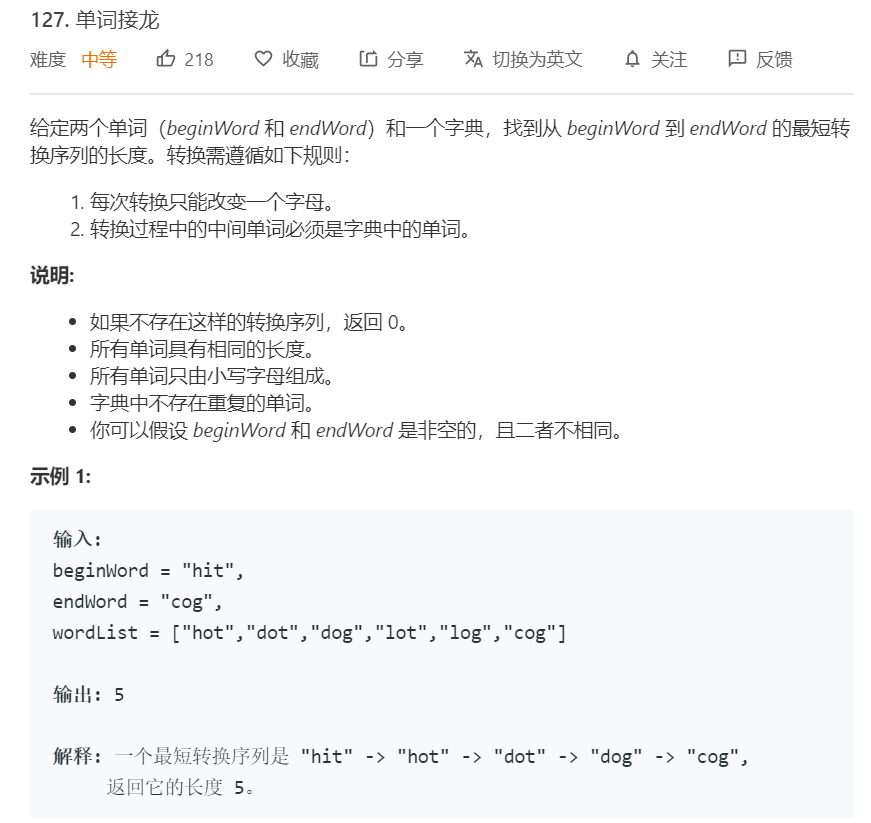 127. 单词接龙
难度 中等 218 收藏 分享 切换为英文 关注 反馈
给定两个单词（beginWord 和 endWord）和一个字典，找到从 beginWord 到 endWord 的最短转
换序列的长度。转换需遵循如下规则：
1. 每次转换只能改变一个字母。
2. 转换过程中的中间单词必须是字典中的单词。
说明:
• 如果不存在这样的转换序列，返回 0。
• 所有单词具有相同的长度。
• 所有单词只由小写字母组成。
• 字典中不存在重复的单词。
• 你可以假设 beginWord 和 endWord 是非空的，且二者不相同。
示例 1:
输入:
beginWord = "hit",
endWord = "cog",
wordList = ["hot","dot","dog","lot","log","cog"]
输出: 5
解释: 一个最短转换序列是 "hit" -> "hot" -> "dot" -> "dog" -> "cog",
返回它的长度 5。